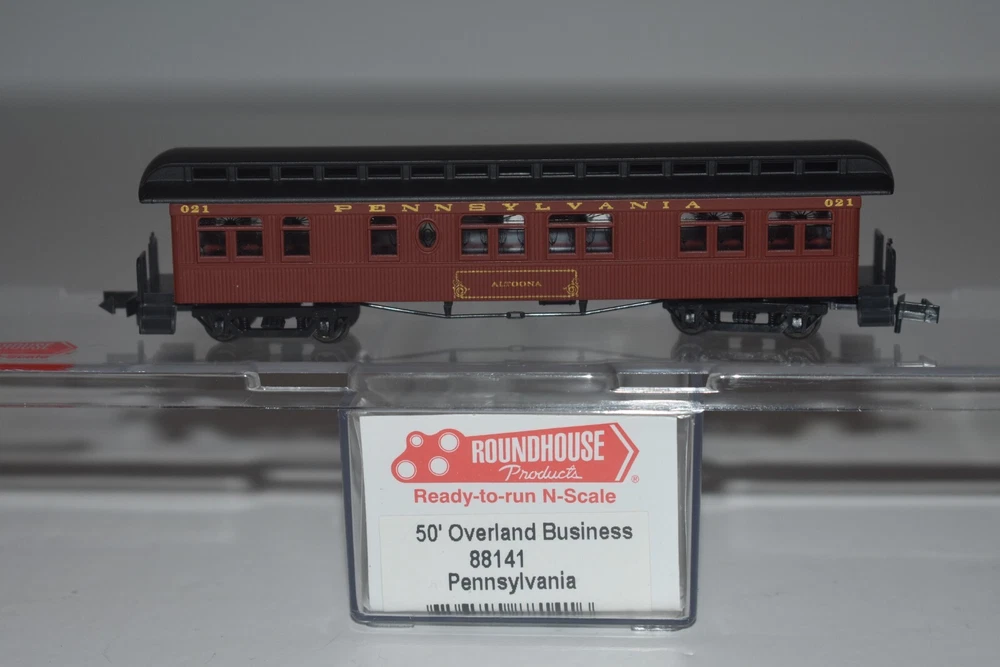 021 PENNSYLVANIA 021
ALTOONA
ROUNDHOUSE
Products®
Ready-to-run N-Scale
50' Overland Business
88141
Pennsylvania